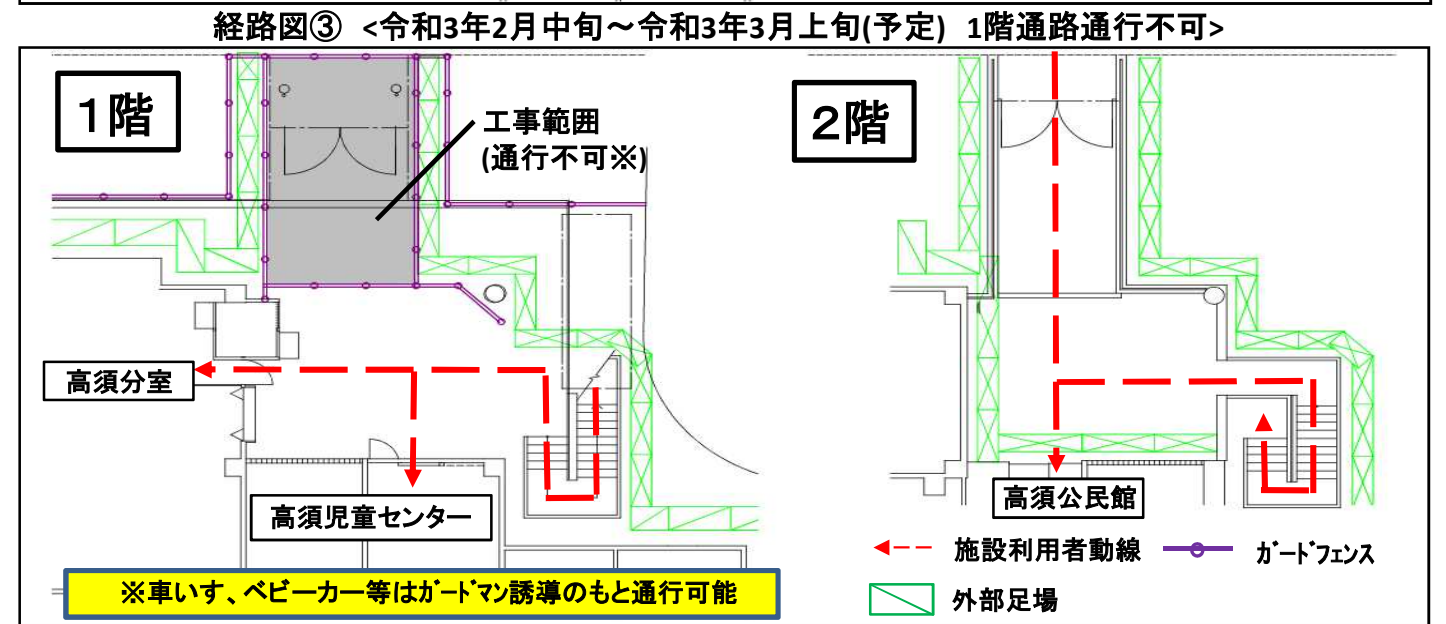 経路図③ <令和3年2月中旬～令和3年3月上旬(予定) 1階通路通行不可>
１階
工事範囲
(通行不可※)
高須分室
高須児童センター
※車いす、ベビーカー等はｶﾞｰﾄﾞﾏﾝ誘導のもと通行可能
２階
高須公民館
施設利用者動線
ｶﾞｰﾄﾞﾌｪﾝｽ
外部足場